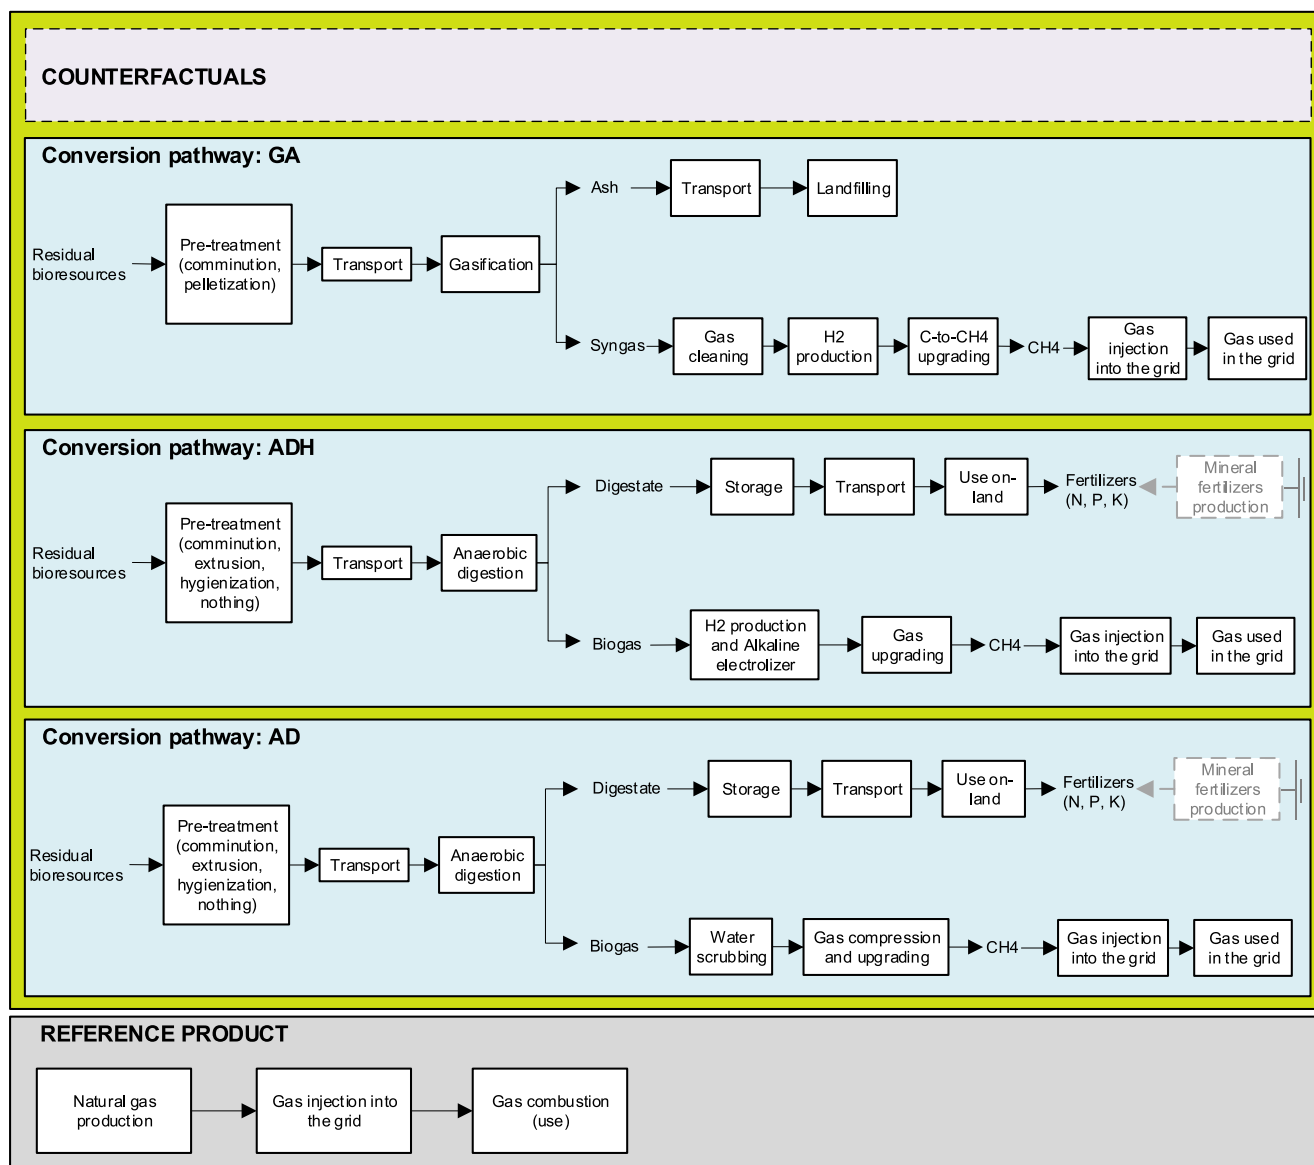 COUNTERFACTUALS
Conversion pathway: GA
Residual
bioresources
Pre-treatment
(comminution,
pelletization)
Transport
Gasification
Ash
Transport
Landfilling
Syngas
Gas
cleaning
H2
production
C-to-CH4
upgrading
CH4
Gas
injection
into the grid
Gas used
in the grid
Conversion pathway: ADH
Residual
bioresources
Pre-treatment
(comminution,
extrusion,
hygienization,
nothing)
Transport
Anaerobic
digestion
Digestate
Storage
Transport
Use on-
land
Fertilizers
(N, P, K)
Mineral
fertilizers
production
Biogas
H2 production
and Alkaline
electrolizer
Gas
upgrading
CH4
Gas injection
into the grid
Gas used
in the grid
Conversion pathway: AD
Residual
bioresources
Pre-treatment
(comminution,
extrusion,
hygienization,
nothing)
Transport
Anaerobic
digestion
Digestate
Storage
Transport
Use on-
land
Fertilizers
(N, P, K)
Mineral
fertilizers
production
Biogas
Water
scrubbing
Gas compression
and upgrading
CH4
Gas injection
into the grid
Gas used
in the grid
REFERENCE PRODUCT
Natural gas
production
Gas injection into
the grid
Gas combustion
(use)